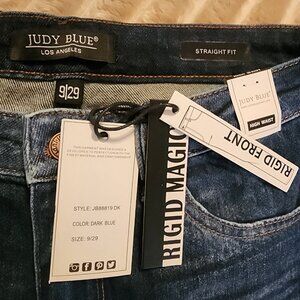 JUDY BLUE®
LOS ANGELES
STRAIGHT FIT
9|29
JUDY BLUE®
HIGH WAIST
RIGID FRONT
RIGID MAGIC
STYLE: JB88819 DK
COLOR: DARK BLUE
SIZE: 9/29